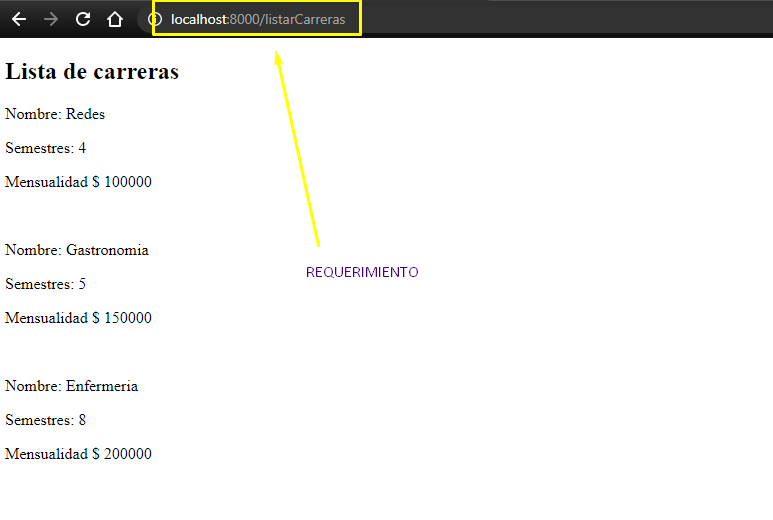 localhost:8000/listarCarreras
Lista de carreras
Nombre: Redes
Semestres: 4
Mensualidad $ 100000
Nombre: Gastronomia
Semestres: 5
Mensualidad $ 150000
REQUERIMIENTO
Nombre: Enfermeria
Semestres: 8
Mensualidad $ 200000